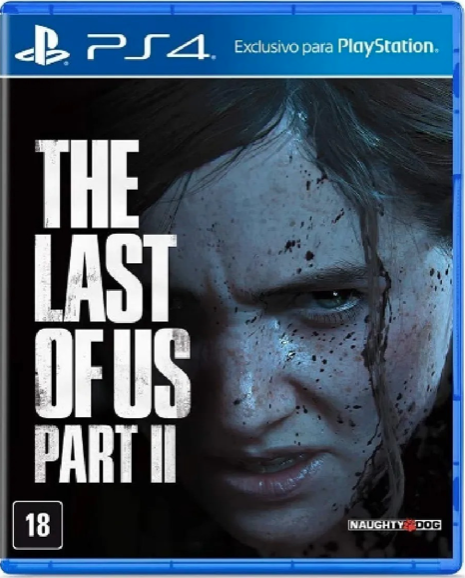 PS4 Exclusivo para PlayStation.
THE
LAST
OF US
PART II
18
NAUGHTY DOG